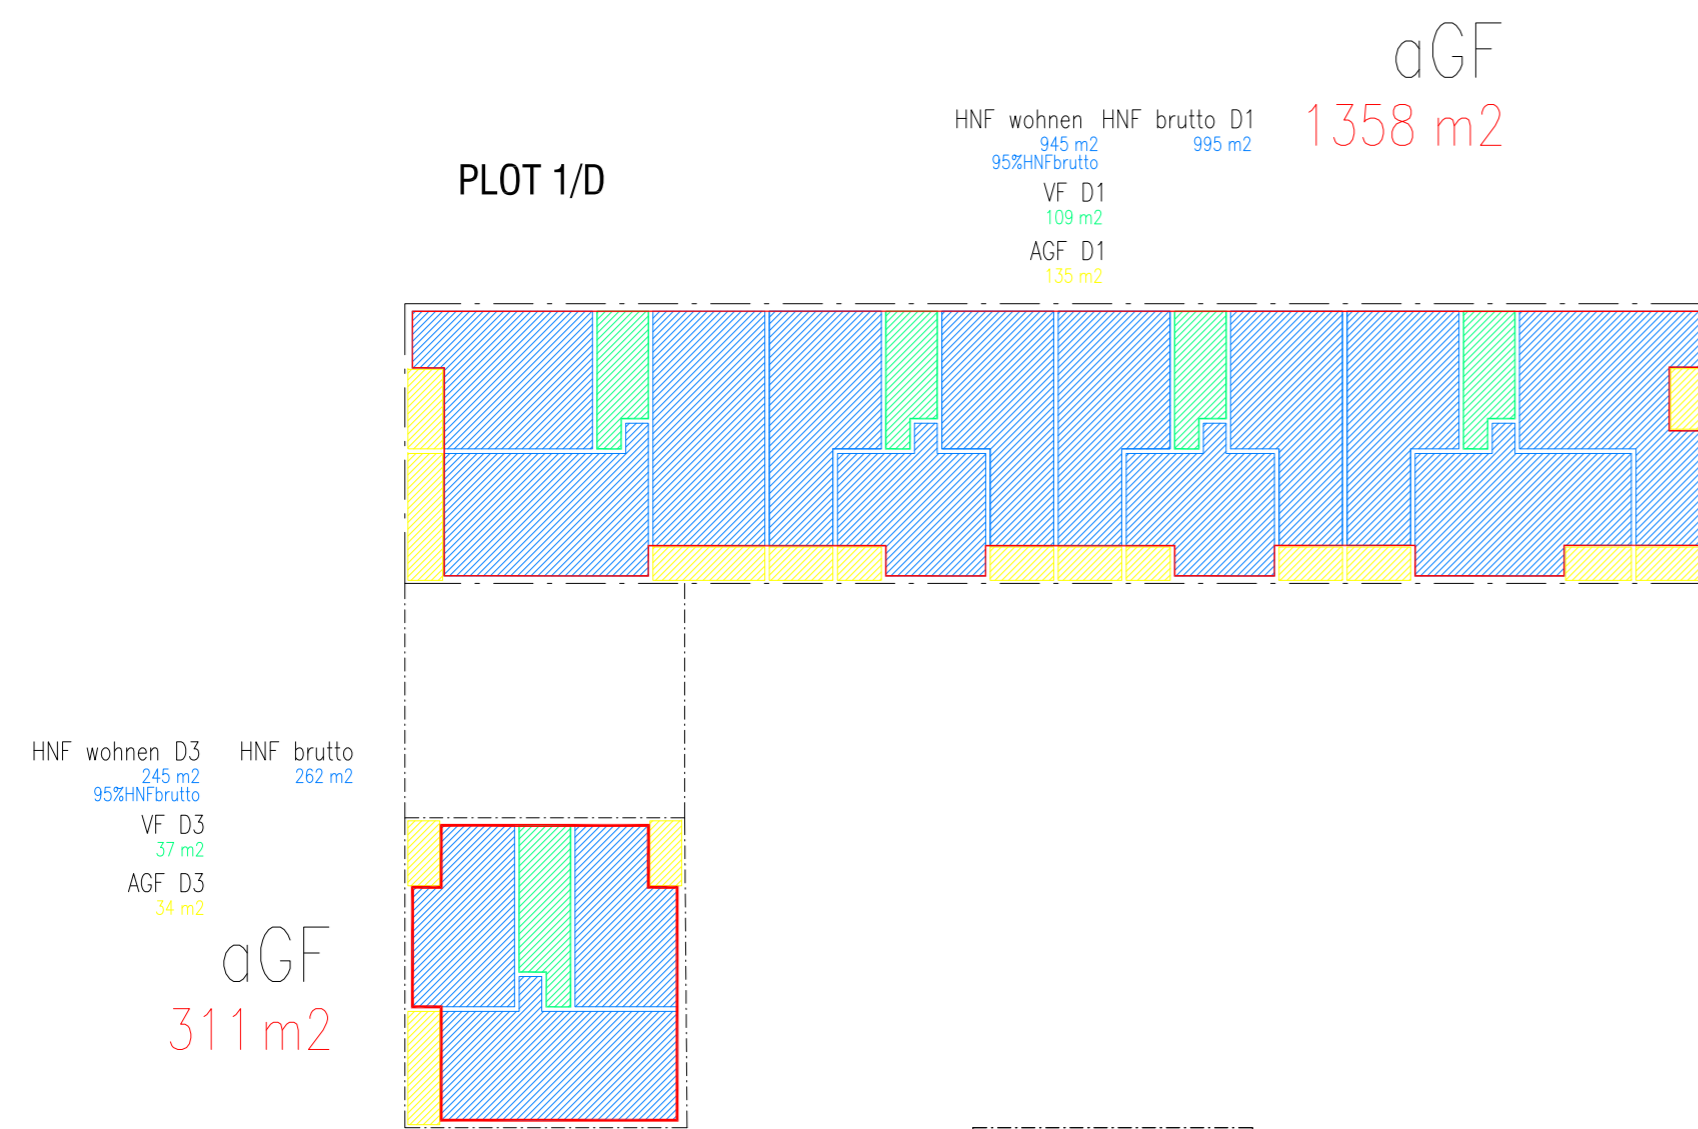 aGF
1358 m2
HNF wohnen HNF brutto D1
945 m2 995 m2
95%HNFbrutto
PLOT 1/D
VF D1
109 m2
AGF D1
135 m2
HNF wohnen D3 HNF brutto
245 m2 262 m2
95%HNFbrutto
VF D3
37 m2
AGF D3
34 m2
aGF
311 m2